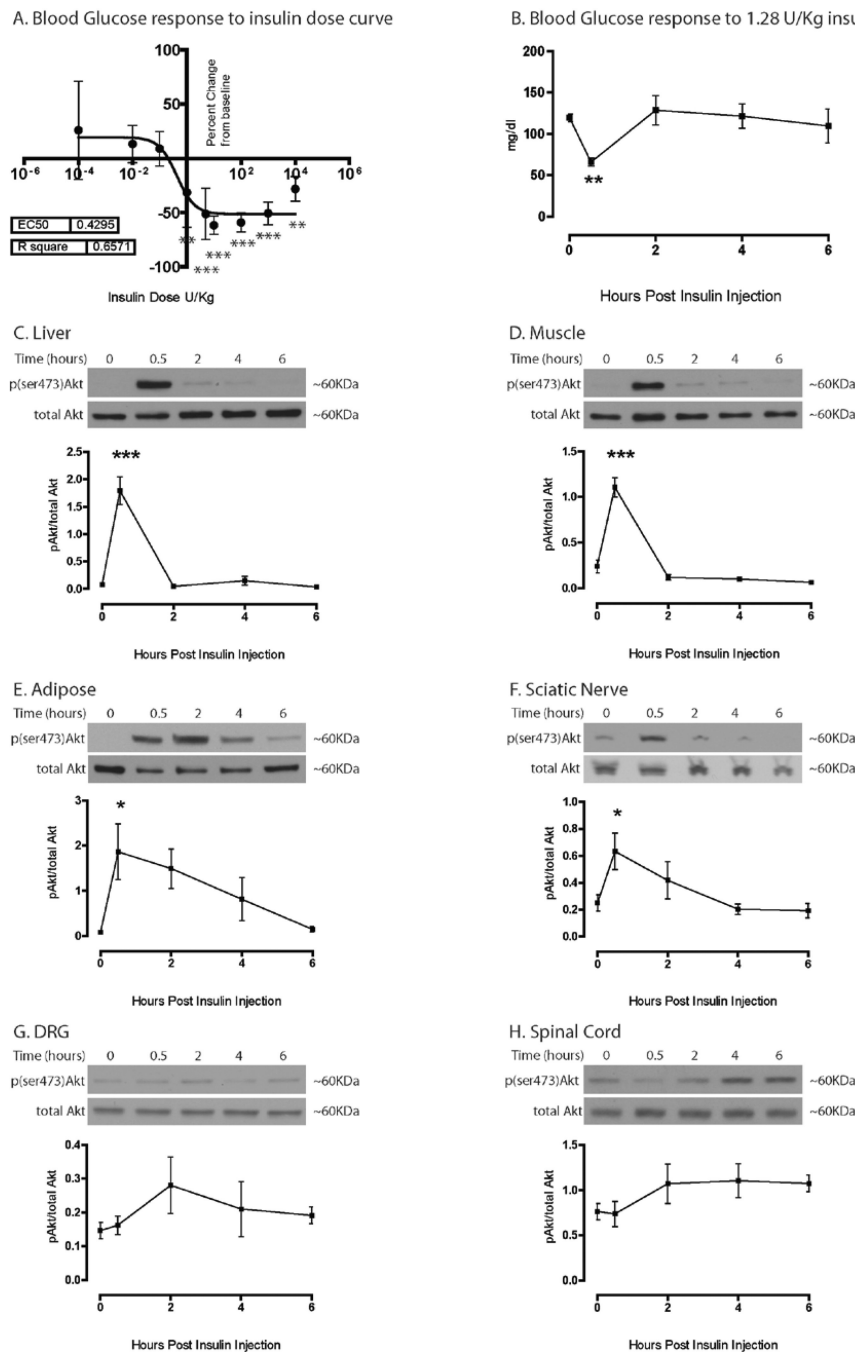 A. Blood Glucose response to insulin dose curve
100
50
-50
-100
10-6 10-4 10-2 102 104 106
Percent Change
from baseline
EC50 0.4295
R square 0.6571
** *** *** *** *** **
Insulin Dose U/Kg
B. Blood Glucose response to 1.28 U/Kg insu
200
150
100
50
0
mg/dl
**
0 2 4 6
Hours Post Insulin Injection
C. Liver
Time (hours) 0 0.5 2 4 6
p(ser473)Akt ~60KDa
total Akt ~60KDa
***
2.5
2.0
1.5
1.0
0.5
0.0
pAkt/total Akt
0 2 4 6
Hours Post Insulin Injection
D. Muscle
Time (hours) 0 0.5 2 4 6
p(ser473)Akt ~60KDa
total Akt ~60KDa
***
1.5
1.0
0.5
0.0
pAkt/total Akt
0 2 4 6
Hours Post Insulin Injection
E. Adipose
Time (hours) 0 0.5 2 4 6
p(ser473)Akt ~60KDa
total Akt ~60KDa
*
3
2
1
0
pAkt/total Akt
0 2 4 6
Hours Post Insulin Injection
F. Sciatic Nerve
Time (hours) 0 0.5 2 4 6
p(ser473)Akt ~60KDa
total Akt ~60KDa
*
1.0
0.8
0.6
0.4
0.2
0.0
pAkt/total Akt
0 2 4 6
Hours Post Insulin Injection
G. DRG
Time (hours) 0 0.5 2 4 6
p(ser473)Akt ~60KDa
total Akt ~60KDa
0.4
0.3
0.2
0.1
0.0
pAkt/total Akt
0 2 4 6
Hours Post Insulin Injection
H. Spinal Cord
Time (hours) 0 0.5 2 4 6
p(ser473)Akt ~60KDa
total Akt ~60KDa
1.5
1.0
0.5
0.0
pAkt/total Akt
0 2 4 6
Hours Post Insulin Injection